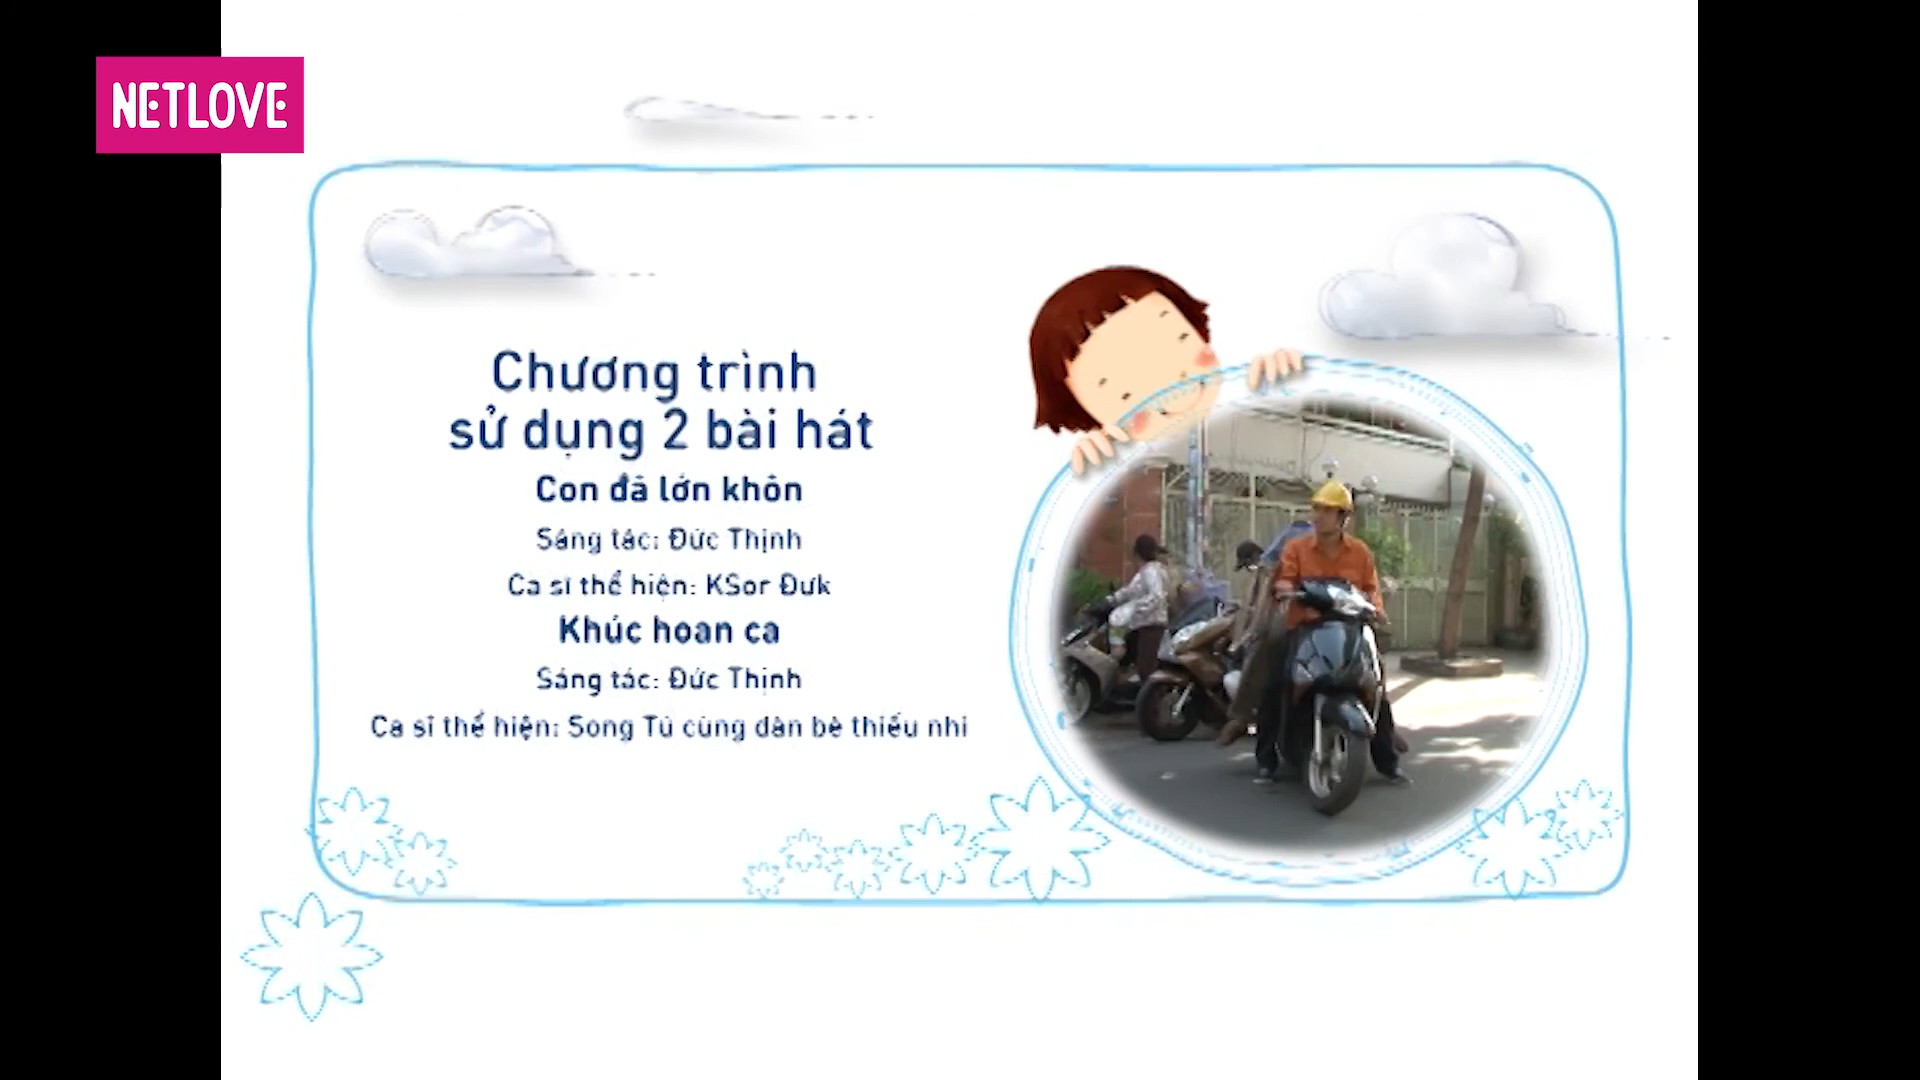 NETLOVE
Chương trình
sử dụng 2 bài hát
Con đã lớn khôn
Sáng tác: Đức Thịnh
Ca sĩ thể hiện: KSor Đưk
Khúc hoan ca
Sáng tác: Đức Thịnh
Ca sĩ thể hiện: Song Tú cùng dàn bè thiếu nhi